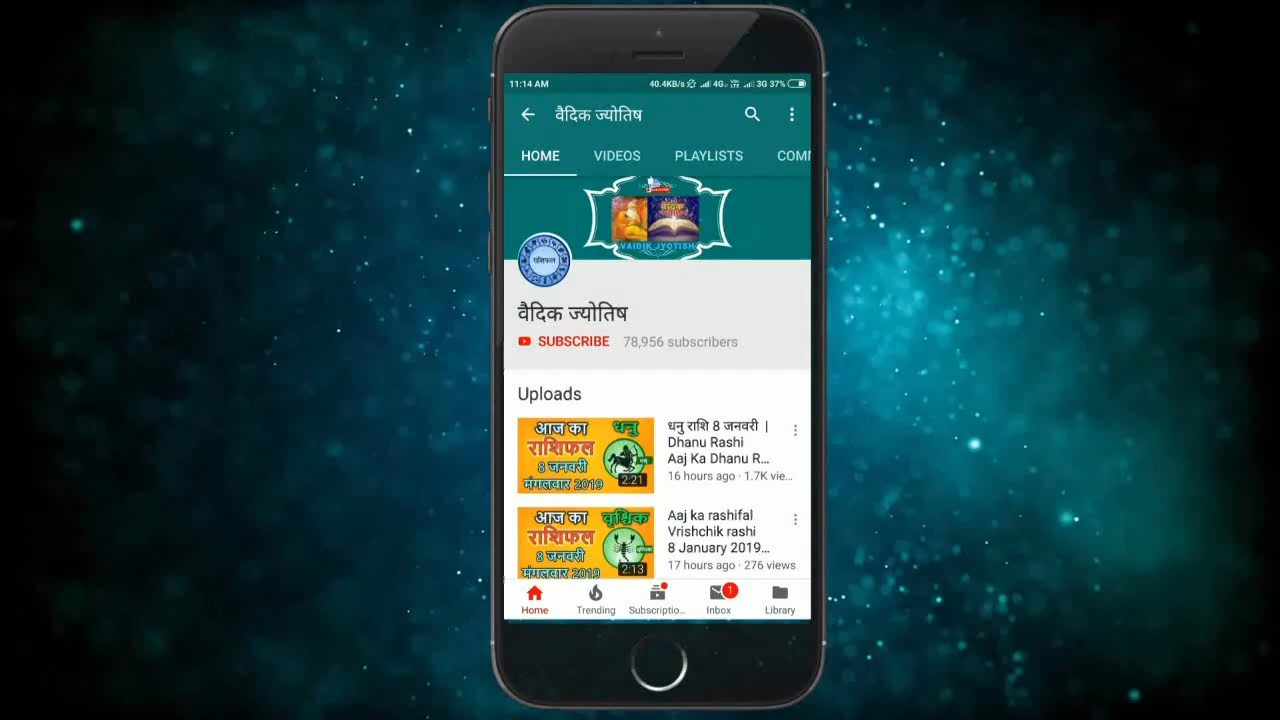 11:14 AM
40.4KB/s 4G 3G 37%
वैदिक ज्योतिष
HOME VIDEOS PLAYLISTS COM
वैदिक
VAIDIK JYOTISH
राशिफल
वैदिक ज्योतिष
SUBSCRIBE 78,956 subscribers
Uploads
आज का धनु
राशिफल
8 जनवरी
मंगलवार 2019
2:21
धनु राशि 8 जनवरी |
Dhanu Rashi
Aaj Ka Dhanu R...
16 hours ago · 1.7K vie...
आज का वृश्चिक
राशिफल
8 जनवरी
मंगलवार 2019
2:13
Aaj ka rashifal
Vrishchik rashi
8 January 2019...
17 hours ago · 276 views
1
Home Trending Subscriptio... Inbox Library